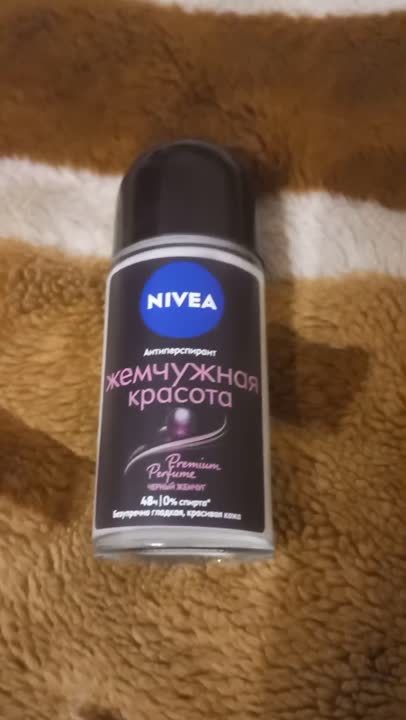 NIVEA
Антиперспирант
жемчужная
красота
Premium
Perfume
ЧЕРНЫЙ ЖЕМЧУГ
48ч | 0% спирта*
Безупречно гладкая, красивая кожа